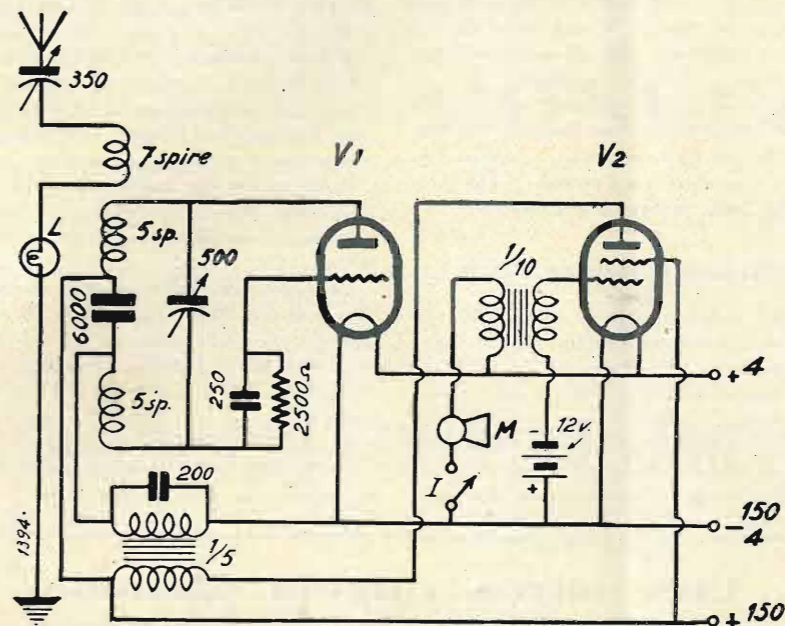 350
7 spire
V1
V2
L
5 sp.
500
6000
1/10
250
2500Ω
5 sp.
+ 4
M
- 12 v.
+
I
200
1/5
- 150
4
+ 150
1394.